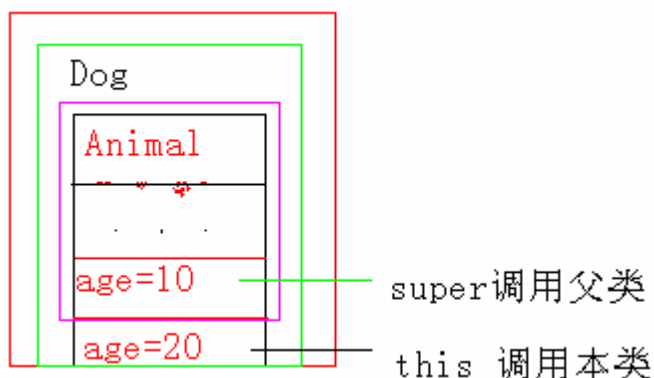 Dog
Animal
. . .
age=10
super调用父类
age=20
this 调用本类